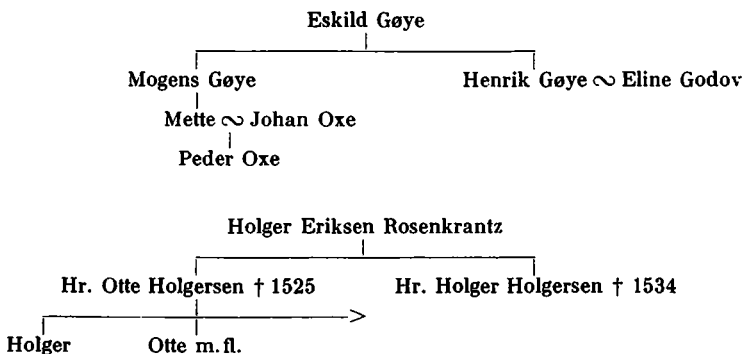 Eskild Gøye
Mogens Gøye Henrik Gøye ∾ Eline Godov
Mette ∾ Johan Oxe
Peder Oxe
Holger Eriksen Rosenkrantz
Hr. Otte Holgersen † 1525 Hr. Holger Holgersen † 1534
Holger Otte m. fl.